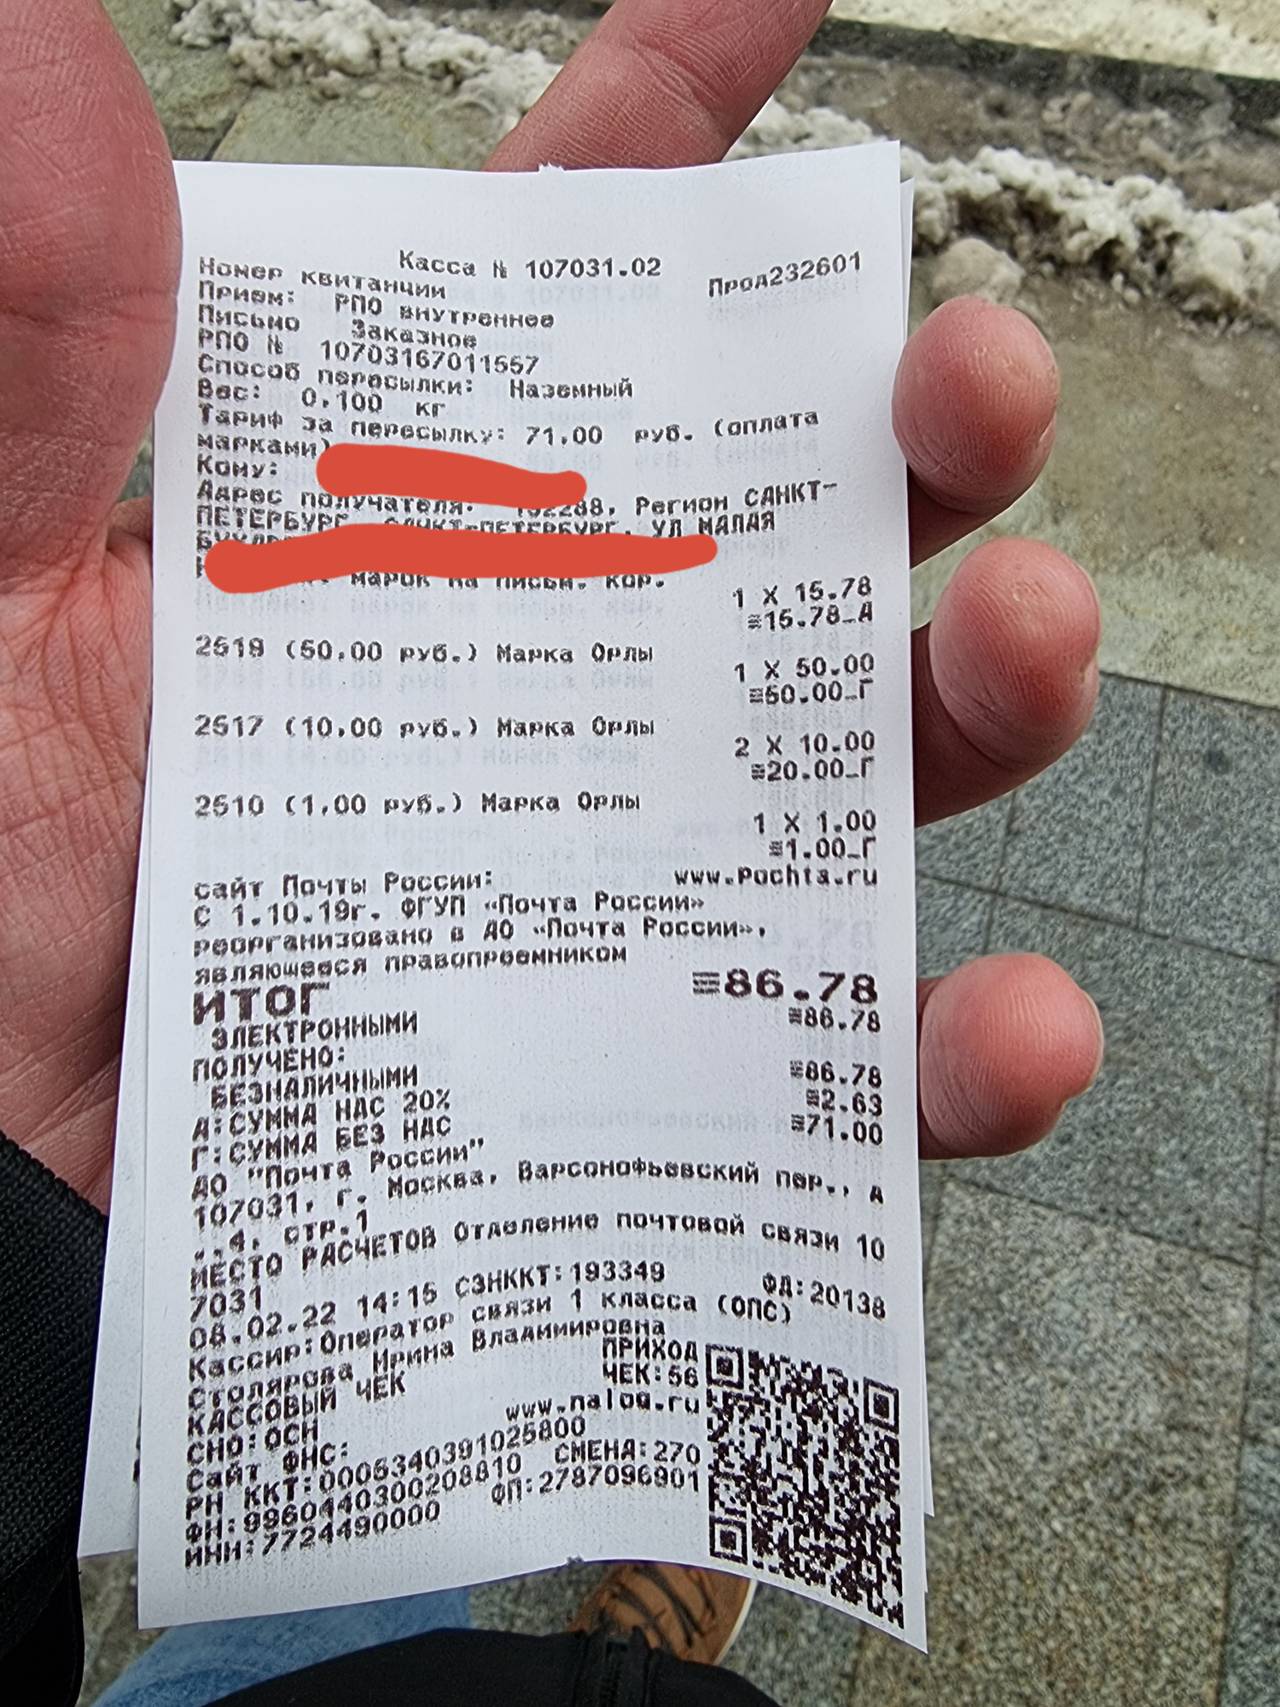 Касса № 107031.02
Номер квитанции Прод232601
Прием: РПО внутреннее
Письмо Заказное
РПО № 10703167011557
Способ пересылки: Наземный
Вес: 0,100 кг
Тариф за пересылку: 71,00 руб. (оплата
марками)
Кому:
Адрес получателя: Регион САНКТ-
ПЕТЕРБУРГ, САНКТ-ПЕТЕРБУРГ, УЛ МАЛАЯ
марок на письм. кор.
1 X 15.78
≡15.78_А
2519 (50,00 руб.) Марка Орлы
1 X 50.00
≡50.00_Г
2517 (10,00 руб.) Марка Орлы
2 X 10.00
≡20.00_Г
2510 (1,00 руб.) Марка Орлы
1 X 1.00
≡1.00_Г
сайт Почты России: www.pochta.ru
С 1.10.19г. ФГУП «Почта России»
реорганизовано в АО «Почта России»,
являющееся правопреемником
ИТОГ ≡86.78
ЭЛЕКТРОННЫМИ ≡86.78
ПОЛУЧЕНО:
БЕЗНАЛИЧНЫМИ ≡86.78
А:СУММА НДС 20% ≡2.63
Г:СУММА БЕЗ НДС ≡71.00
АО "Почта России"
107031, г. Москва, Варсонофьевский пер., д
..4, стр.1
МЕСТО РАСЧЕТОВ Отделение почтовой связи 10
7031
08.02.22 14:15 СЗНККТ:193349 ФД:20138
Кассир:Оператор связи 1 класса (ОПС)
Столярова Ирина Владимировна
КАССОВЫЙ ЧЕК ПРИХОД
СНО:ОСН ЧЕК:56
Сайт ФНС: www.nalog.ru
РН ККТ:0005340391025800
ФН:9960440300208810 СМЕНА:270
ИНН:7724490000 ФП:2787096901